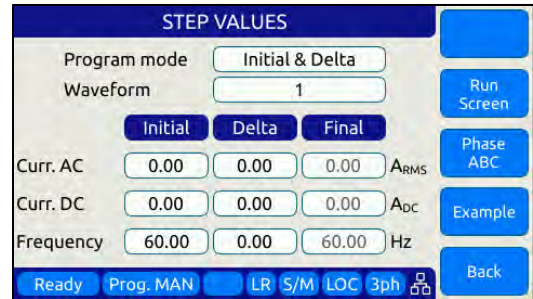 STEP VALUES
Program mode Initial & Delta
Waveform 1
Run
Screen
Initial Delta Final
Phase
ABC
Curr. AC 0.00 0.00 0.00 ARMS
Curr. DC 0.00 0.00 0.00 ADC
Example
Frequency 60.00 0.00 60.00 Hz
Back
Ready Prog. MAN LR S/M LOC 3ph